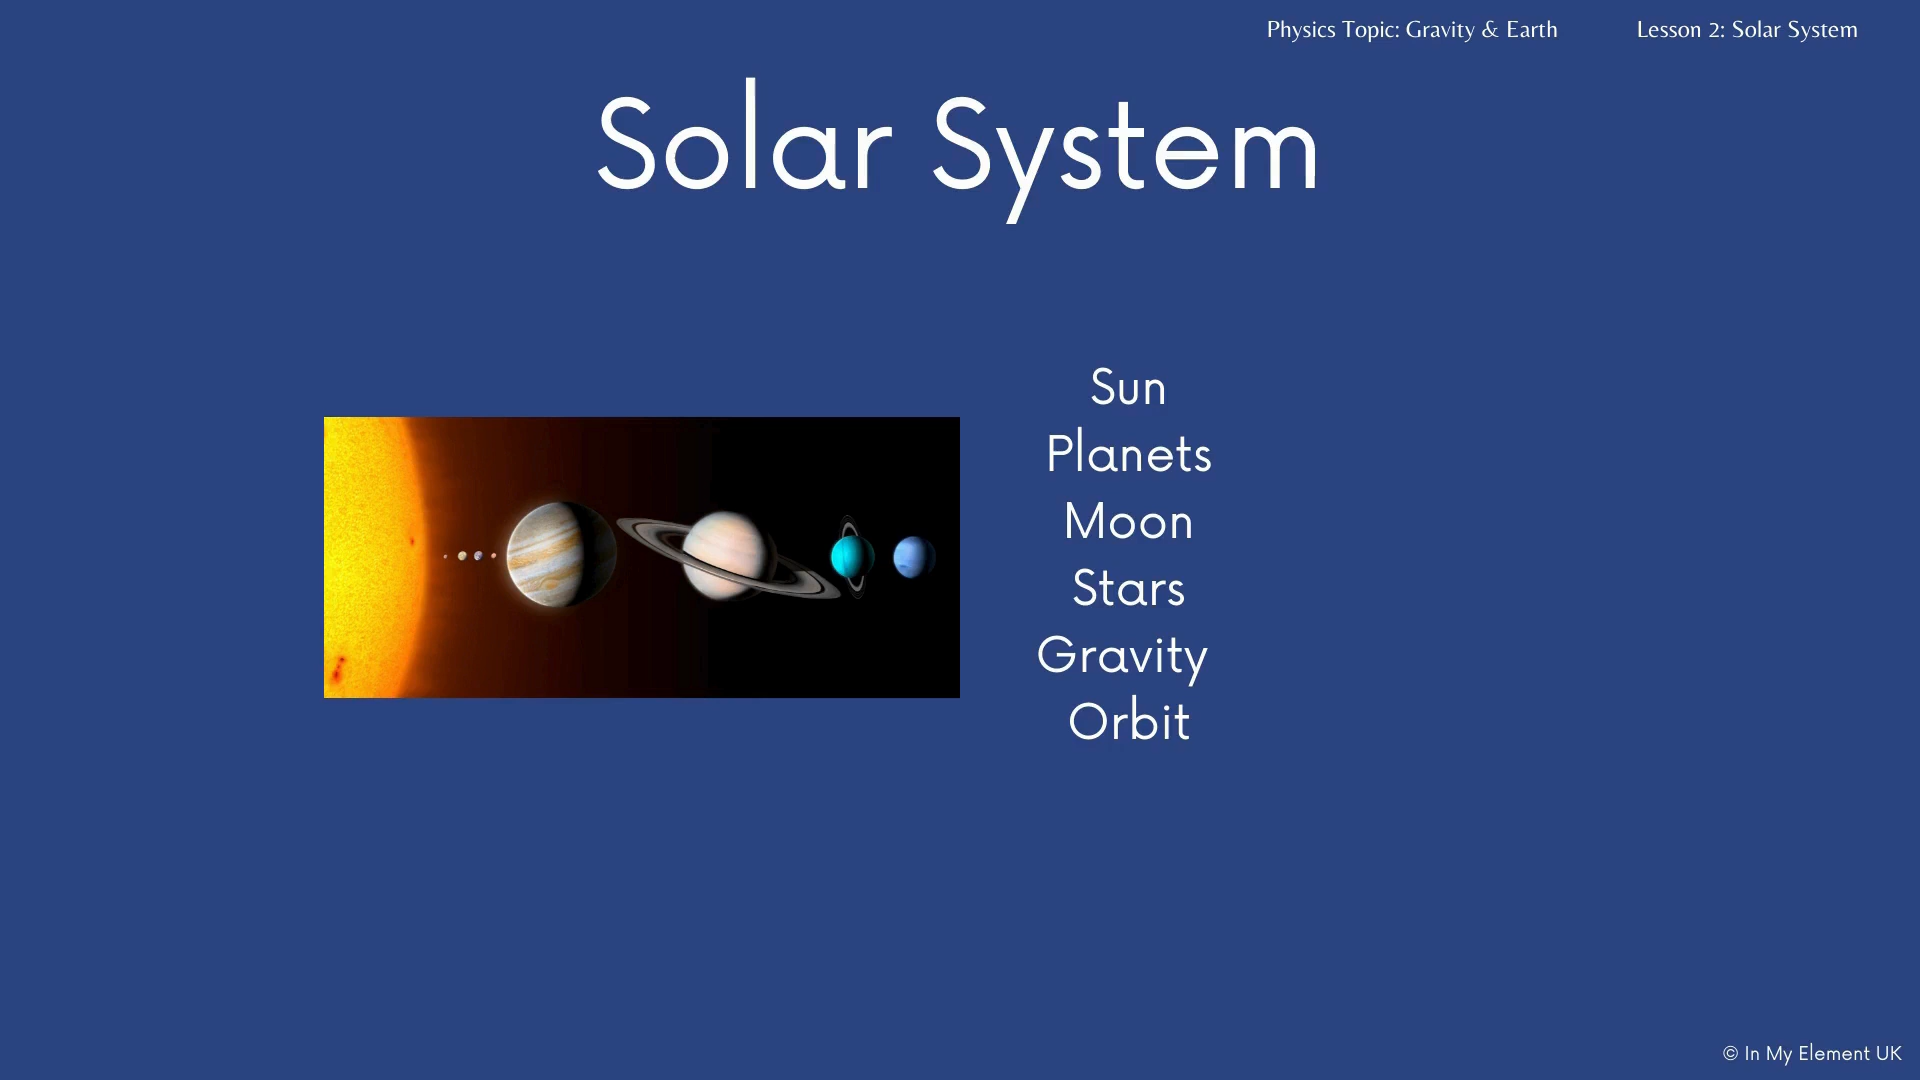 Physics Topic: Gravity & Earth
Lesson 2: Solar System
Solar System
Sun
Planets
Moon
Stars
Gravity
Orbit
© In My Element UK